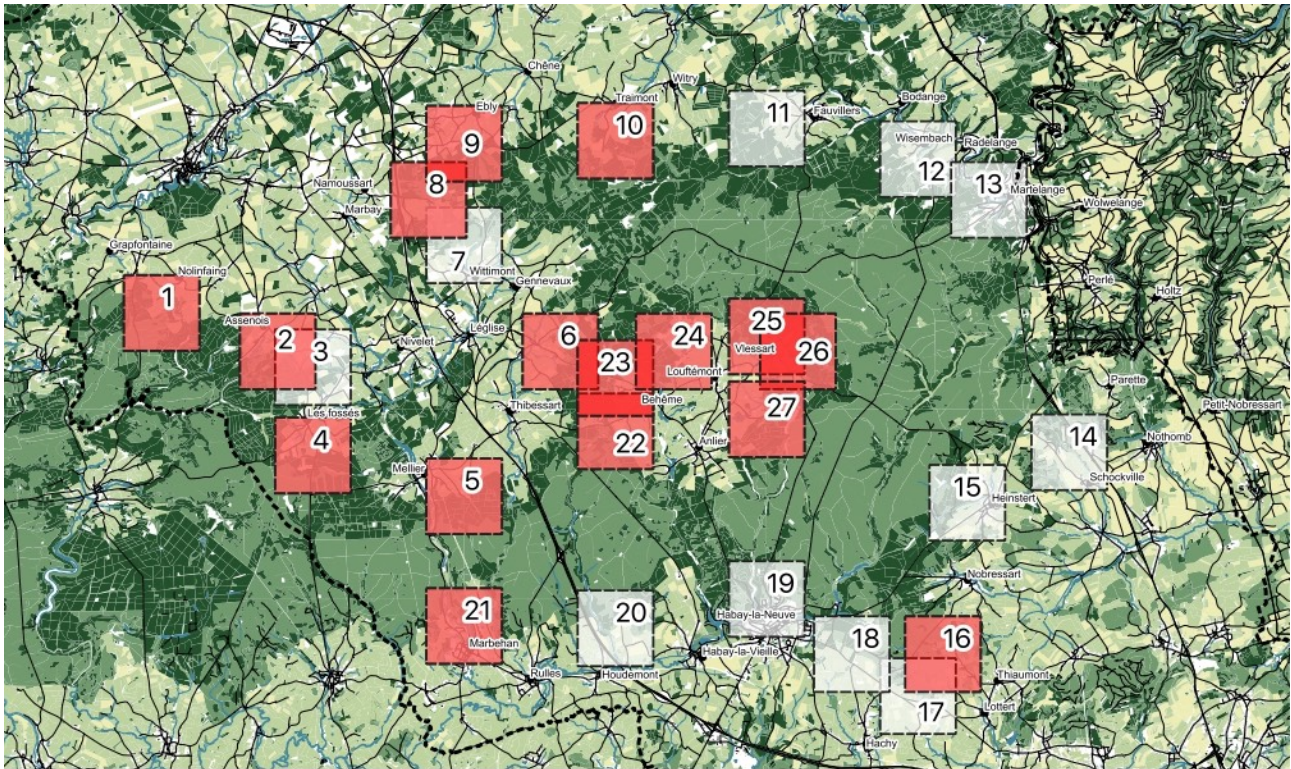 Chêne
Witry
Traimont
Ebly
Bodange
Fauvillers
11
10
9
Wisembach
Radelange
12
8
Namoussart
13
Martelange
Marbay
Wolwelange
Grapfontaine
7
Wittimont
Nolinfaing
Gennevaux
Perlé
Holtz
1
Assenois
25
Léglise
2
3
Nivelet
6
24
26
Vlessart
23
Louftémont
Parette
Behême
Thibessart
Petit-Nobressart
27
Les fossés
4
22
Anlier
14
Nothomb
Mellier
5
Schockville
15
Heinstert
Nobressart
19
21
20
Habay-la-Neuve
18
16
Marbehan
Habay-la-Vieille
Rulles
Houdemont
Thiaumont
17
Lottert
Hachy